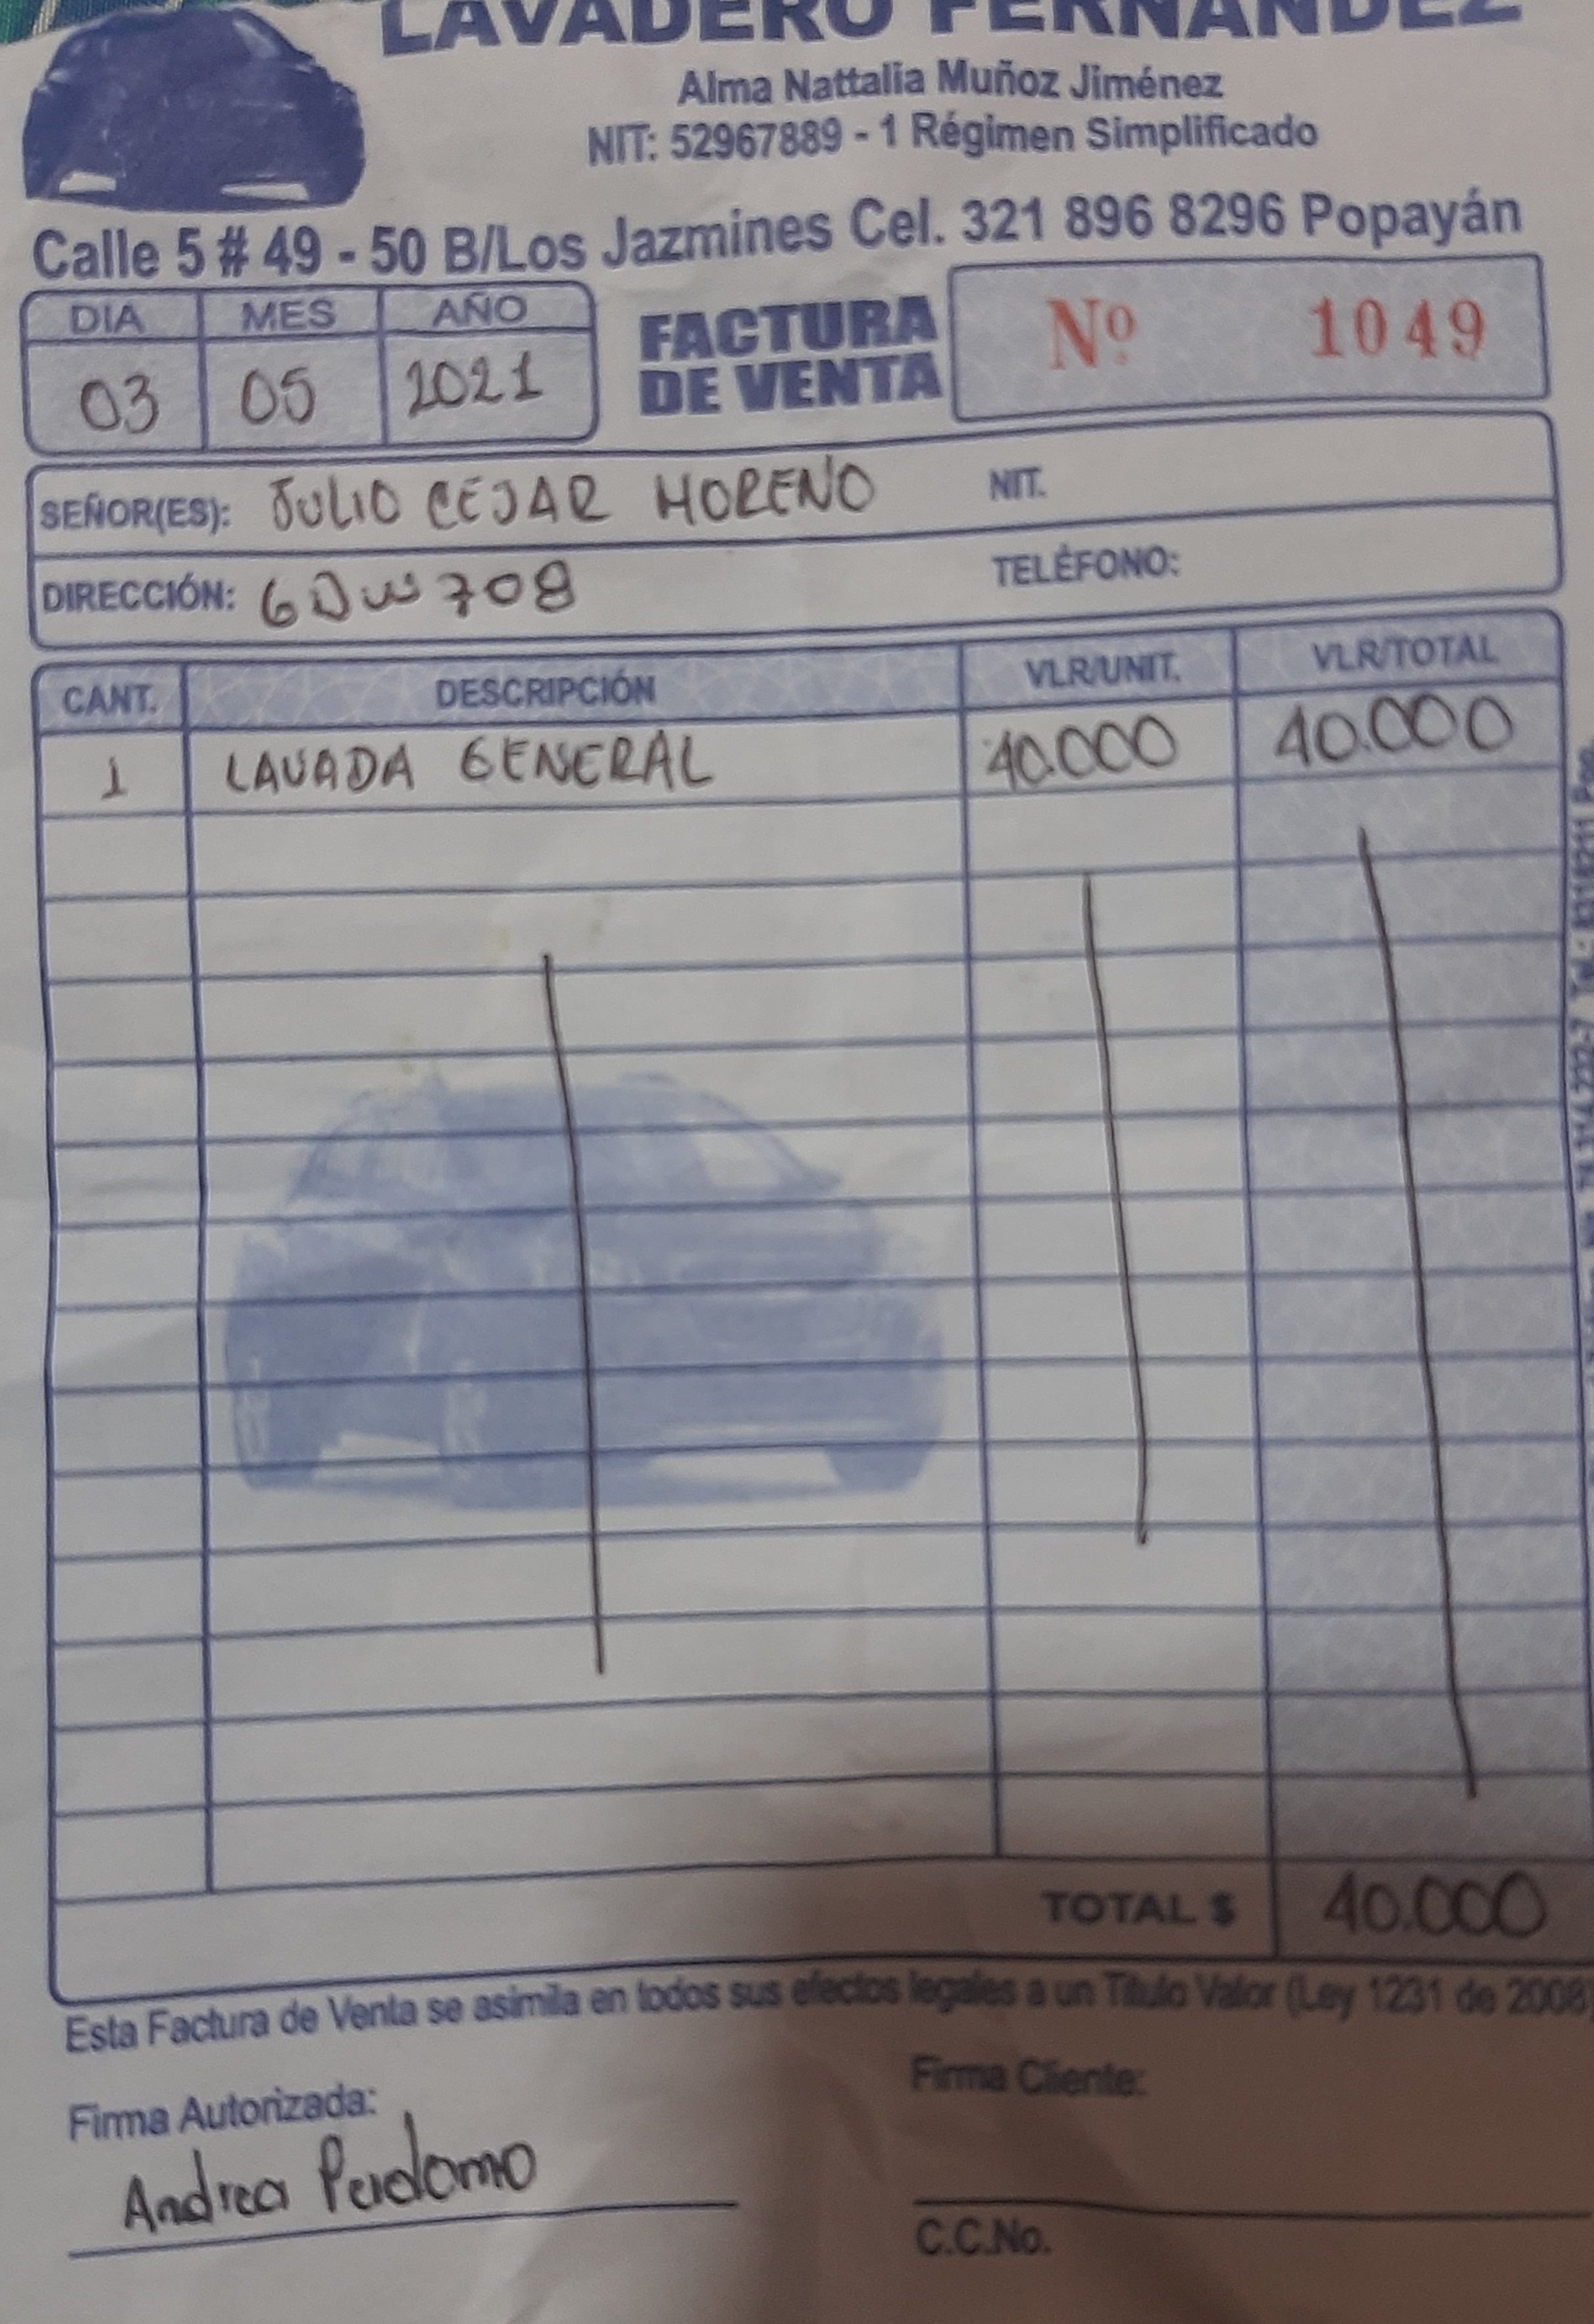 LAVADERO FERNANDEZ
Alma Nattalia Muñoz Jiménez
NIT: 52967889 - 1 Régimen Simplificado
Calle 5 # 49 - 50 B/Los Jazmines Cel. 321 896 8296 Popayán
DIA MES AÑO
03 05 2021
FACTURA DE VENTA
Nº 1049
SEÑOR(ES): JULIO CESAR MORENO NIT.
DIRECCIÓN: GDW708 TELÉFONO:
CANT. DESCRIPCIÓN VLR/UNIT. VLR/TOTAL
1 LAVADA GENERAL 40.000 40.000
TOTAL $ 40.000
Esta Factura de Venta se asimila en todos sus efectos legales a un Título Valor (Ley 1231 de 2008)
Firma Autorizada: Firma Cliente:
Andrea Perdomo
C.C.No.